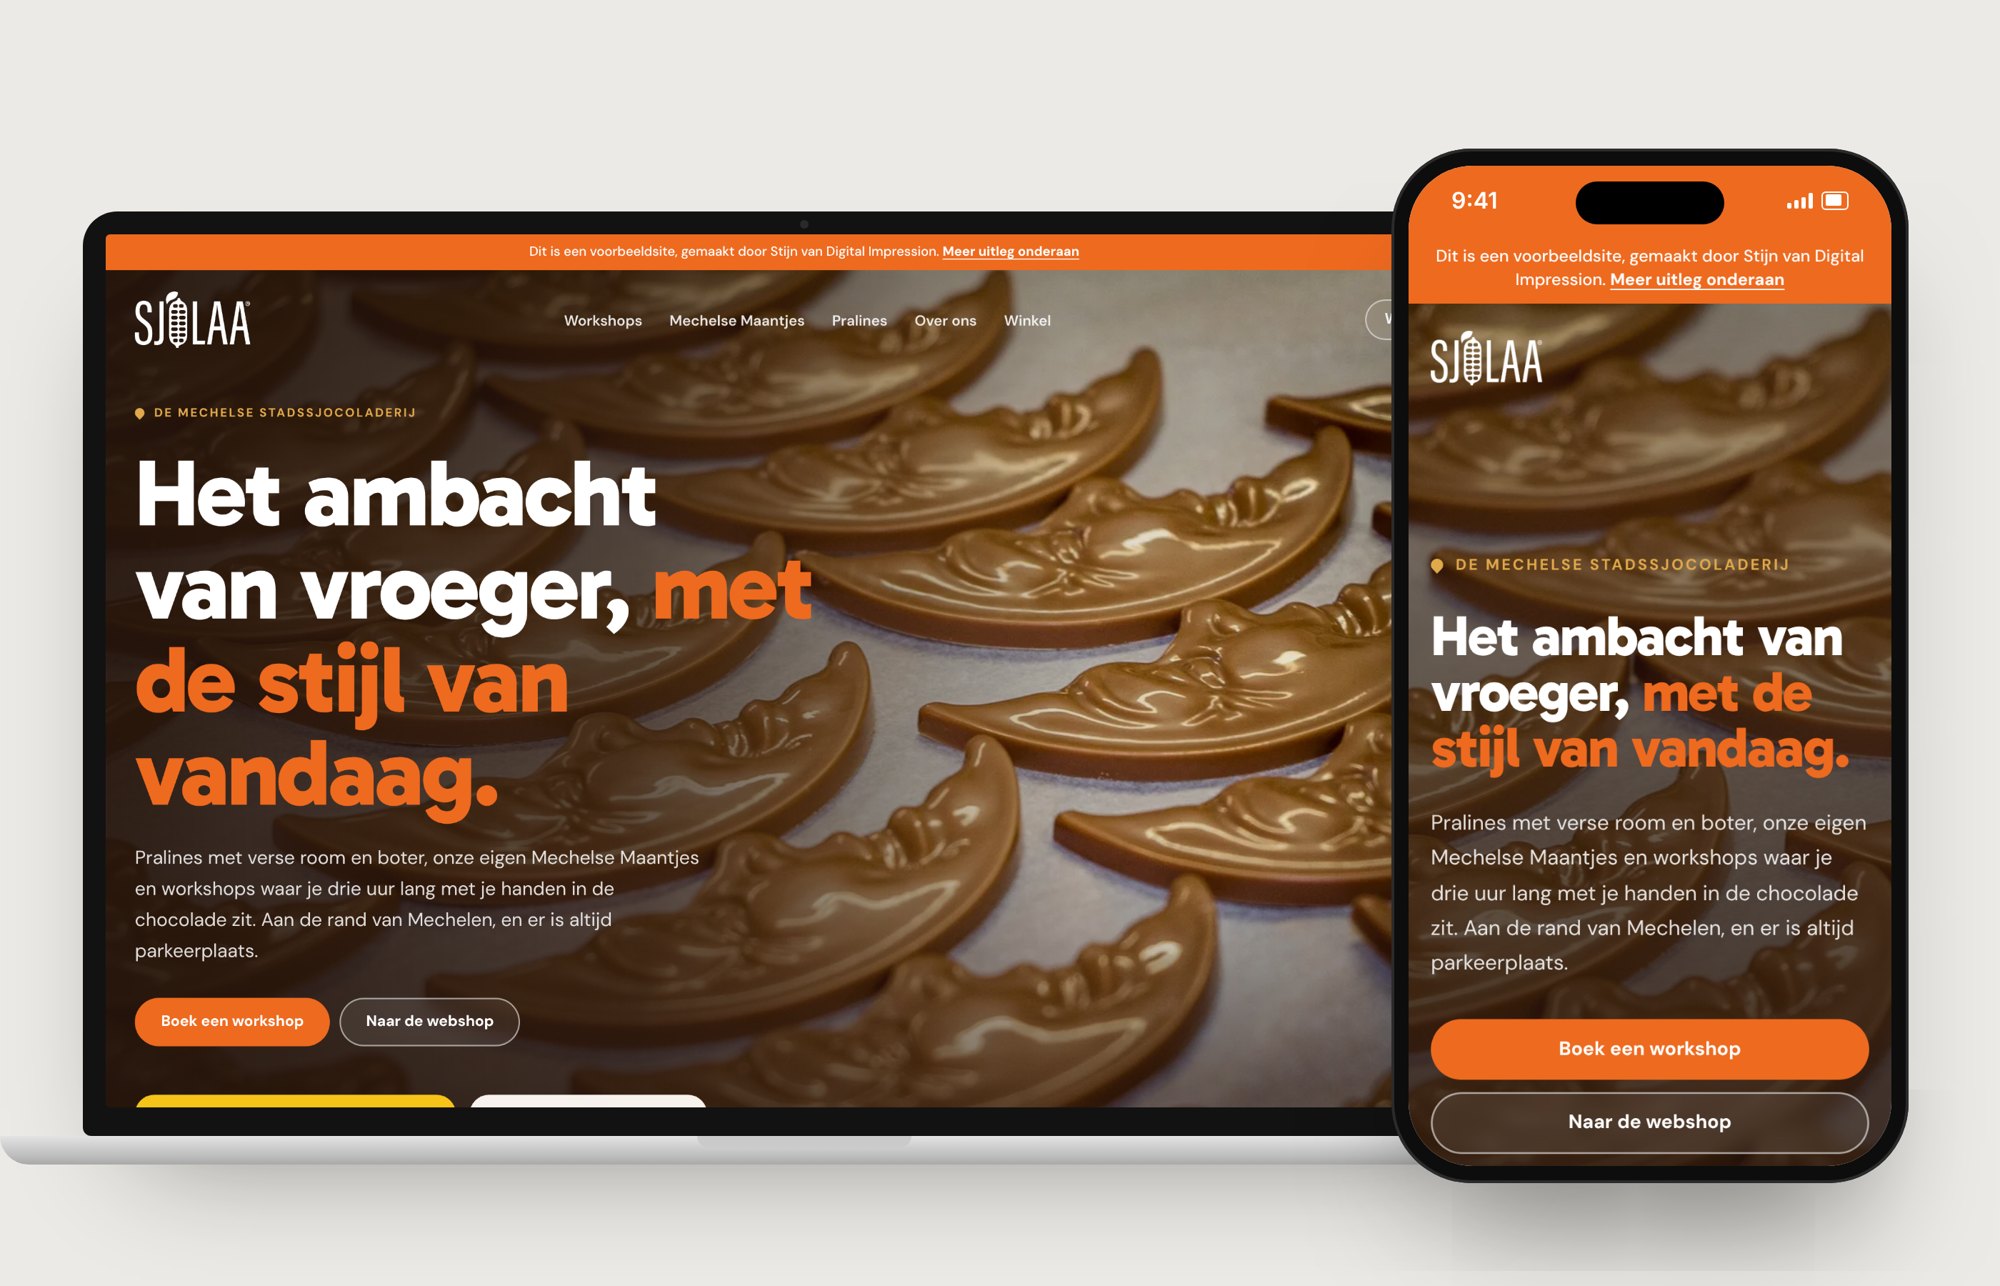 Dit is een voorbeeldsite, gemaakt door Stijn van Digital Impression. Meer uitleg onderaan
SJOLAA
Workshops Mechelse Maantjes Pralines Over ons Winkel
DE MECHELSE STADSSJOCOLADERIJ
Het ambacht
van vroeger, met
de stijl van
vandaag.
Pralines met verse room en boter, onze eigen Mechelse Maantjes
en workshops waar je drie uur lang met je handen in de
chocolade zit. Aan de rand van Mechelen, en er is altijd
parkeerplaats.
Boek een workshop Naar de webshop
9:41
Dit is een voorbeeldsite, gemaakt door Stijn van Digital
Impression. Meer uitleg onderaan
SJOLAA
DE MECHELSE STADSSJOCOLADERIJ
Het ambacht van
vroeger, met de
stijl van vandaag.
Pralines met verse room en boter, onze eigen
Mechelse Maantjes en workshops waar je
drie uur lang met je handen in de chocolade
zit. Aan de rand van Mechelen, en er is altijd
parkeerplaats.
Boek een workshop
Naar de webshop